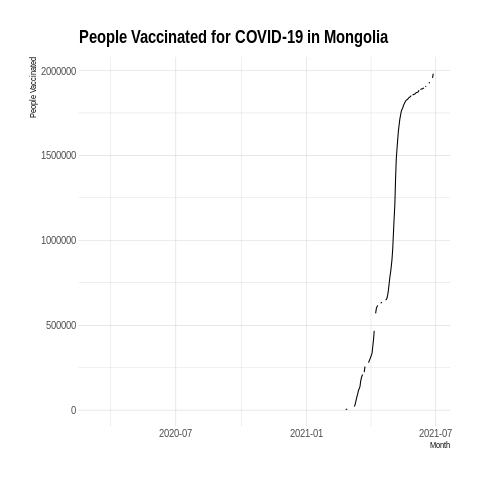 People Vaccinated for COVID-19 in Mongolia
People Vaccinated
2000000
1500000
1000000
500000
0
2020-07
2021-01
2021-07
Month